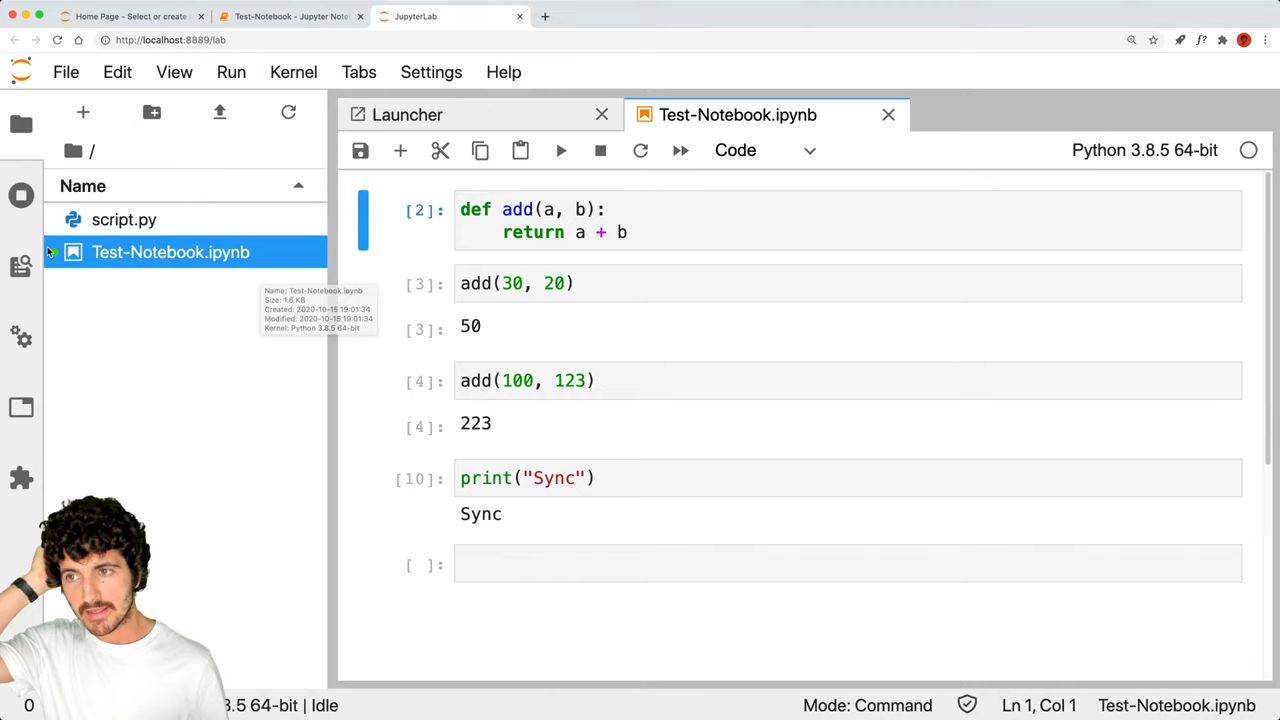 Home Page - Select or create
Test-Notebook - Jupyter Note
JupyterLab
http://localhost:8889/lab
File Edit View Run Kernel Tabs Settings Help
Launcher
Test-Notebook.ipynb
/
Code
Python 3.8.5 64-bit
Name
script.py
Test-Notebook.ipynb
Name: Test-Notebook.ipynb
Size: 1.6 KB
Created: 2020-10-15 19:01:34
Modified: 2020-10-15 19:01:34
Kernel: Python 3.8.5 64-bit
[2]: def add(a, b):
return a + b
[3]: add(30, 20)
[3]: 50
[4]: add(100, 123)
[4]: 223
[10]: print("Sync")
Sync
[ ]:
0 3.8.5 64-bit | Idle Mode: Command Ln 1, Col 1 Test-Notebook.ipynb